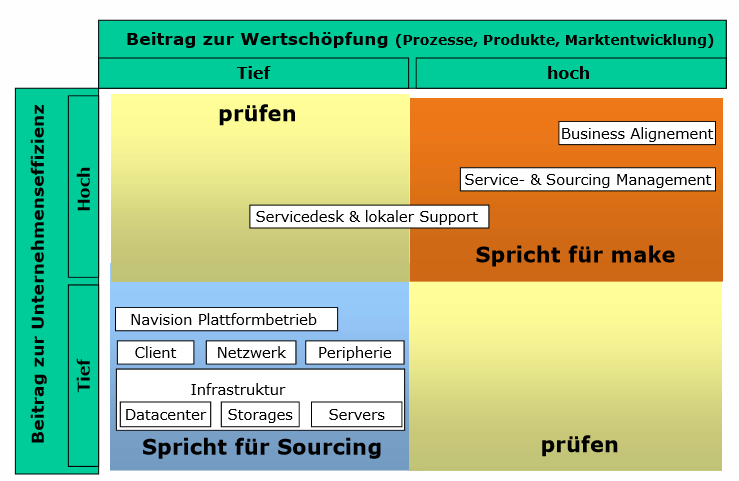 Beitrag zur Wertschöpfung (Prozesse, Produkte, Marktentwicklung)
Tief
hoch
Beitrag zur Unternehmenseffizienz
Hoch
prüfen
Business Alignement
Service- & Sourcing Management
Servicedesk & lokaler Support
Spricht für make
Tief
Navision Plattformbetrieb
Client
Netzwerk
Peripherie
Infrastruktur
Datacenter
Storages
Servers
Spricht für Sourcing
prüfen